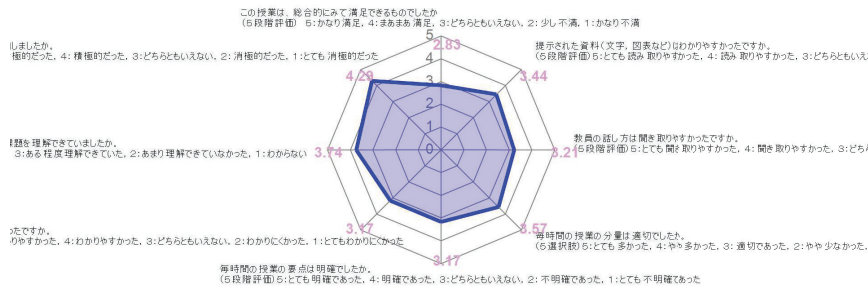 この授業は、総合的にみて満足できるものでしたか
(5段階評価) 5:かなり満足, 4:まあまあ満足, 3:どちらともいえない, 2:少し不満, 1:かなり不満
5
2.83
しましたか。
極的だった, 4: 積極的だった, 3:どちらともいえない, 2: 消極的だった, 1:とても 消極的だった
提示された資料(文字, 図表など)はわかりやすかったですか。
(5段階評価) 5:とても読み取りやすかった, 4: 読み 取りやすかった, 3:どちらともいえ
4
4.29
3.44
3
2
1
題を理解できていましたか。
3:ある程度理解できていた, 2:あまり理解できていなかった, 1:わからない
3.74
0
教員の話し方は聞き取りやすかったですか。
3.21
(5段階評価) 5:とても聞き取りやすかった, 4: 聞き取りやすかった, 3:どち
ったですか。
りやすかった, 4:わかりやすかった, 3:どちらともいえない, 2:わかりにくかった, 1:とてもわかりにくかった
3.17
3.57
毎時間の授業の分量は適切でしたか。
(5選択肢) 5:とても多かった, 4:やや多かった, 3: 適切であった, 2:やや少なかった,
3.17
毎時間の授業の要点は明確でしたか。
(5段階評価) 5:とても明確であった, 4: 明確であった, 3:どちらともいえない, 2: 不明確であった, 1:とても不明確であった